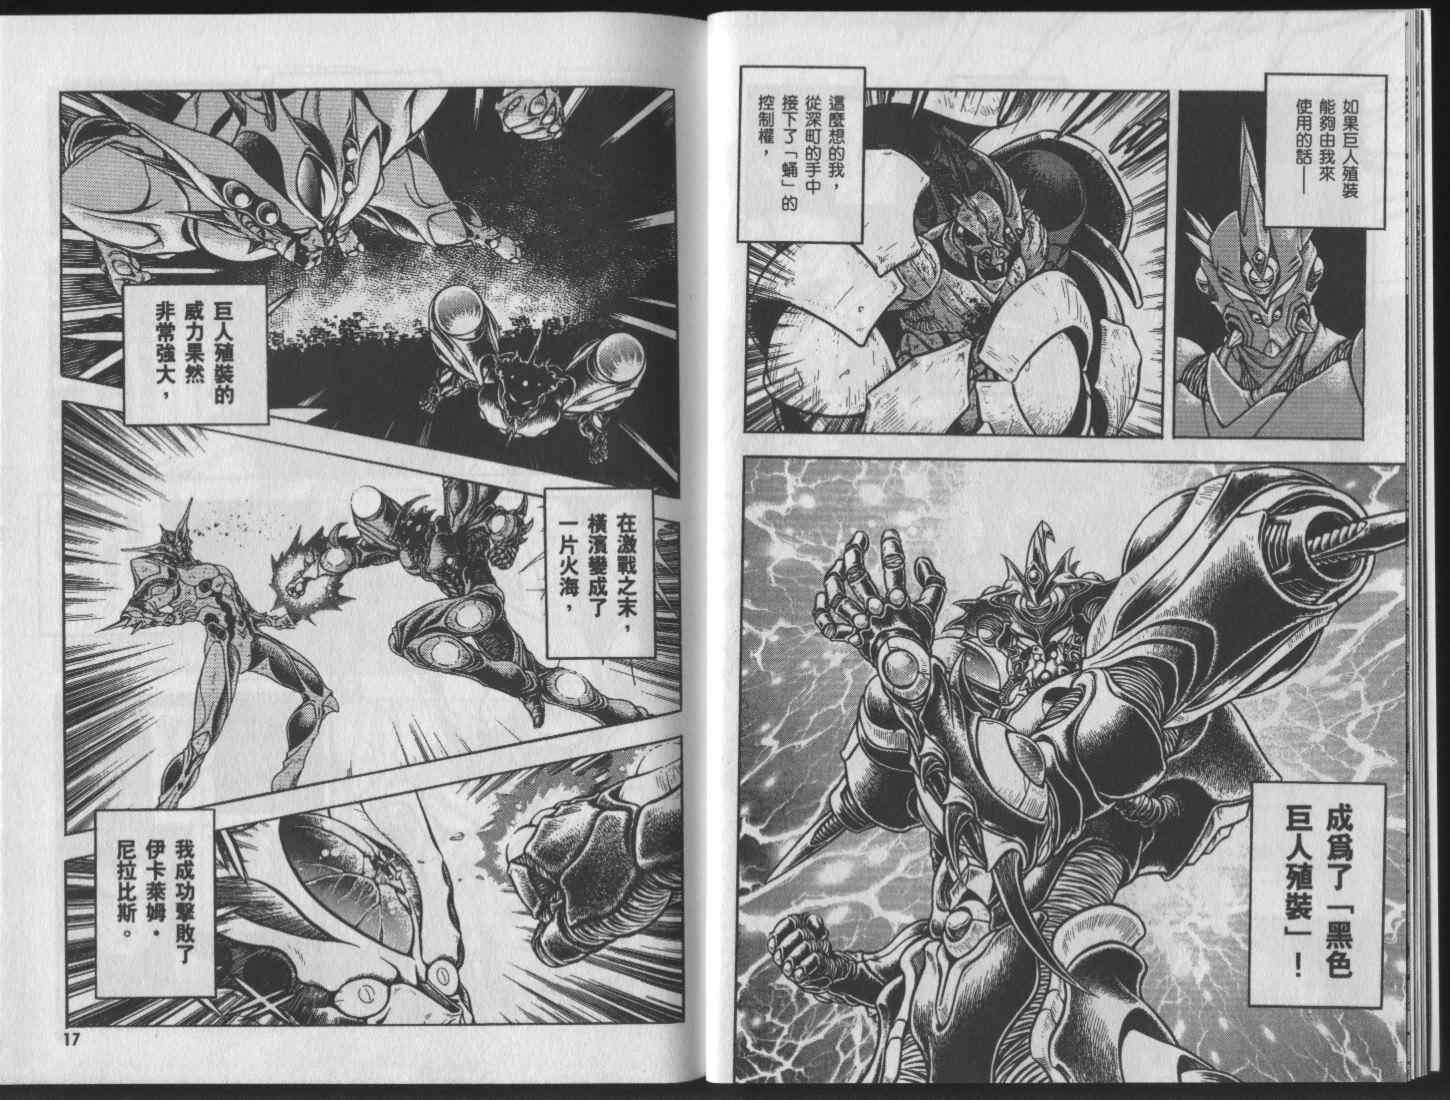 如果巨人殖裝
能夠由我來
使用的話——
這麼想的我，
從深町的手中
接下了「蛹」的
控制權，
成爲了「黑色
巨人殖裝」！
巨人殖裝的
威力果然
非常強大，
在激戰之末，
橫濱變成了
一片火海，
我成功擊敗了
伊卡萊姆·
尼拉比斯。
17